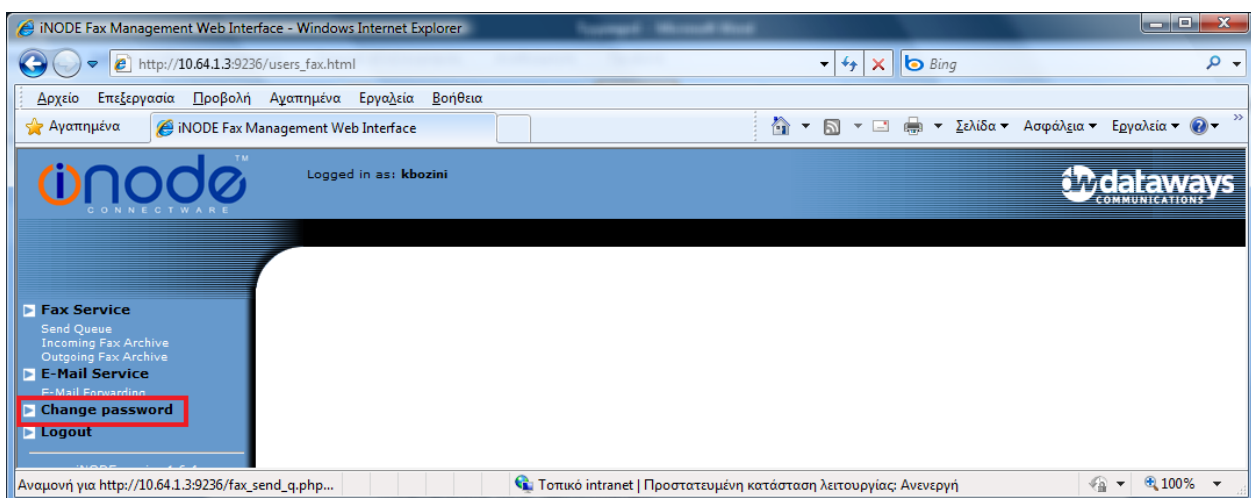 iNODE Fax Management Web Interface - Windows Internet Explorer
http://10.64.1.3:9236/users_fax.html
Bing
Αρχείο Επεξεργασία Προβολή Αγαπημένα Εργαλεία Βοήθεια
Αγαπημένα iNODE Fax Management Web Interface Σελίδα Ασφάλεια Εργαλεία »
inode TM
CONNECTWARE
Logged in as: kbozini
dataways
COMMUNICATIONS
Fax Service
Send Queue
Incoming Fax Archive
Outgoing Fax Archive
E-Mail Service
E-Mail Forwarding
Change password
Logout
Αναμονή για http://10.64.1.3:9236/fax_send_q.php... Τοπικό intranet | Προστατευμένη κατάσταση λειτουργίας: Ανενεργή 100%